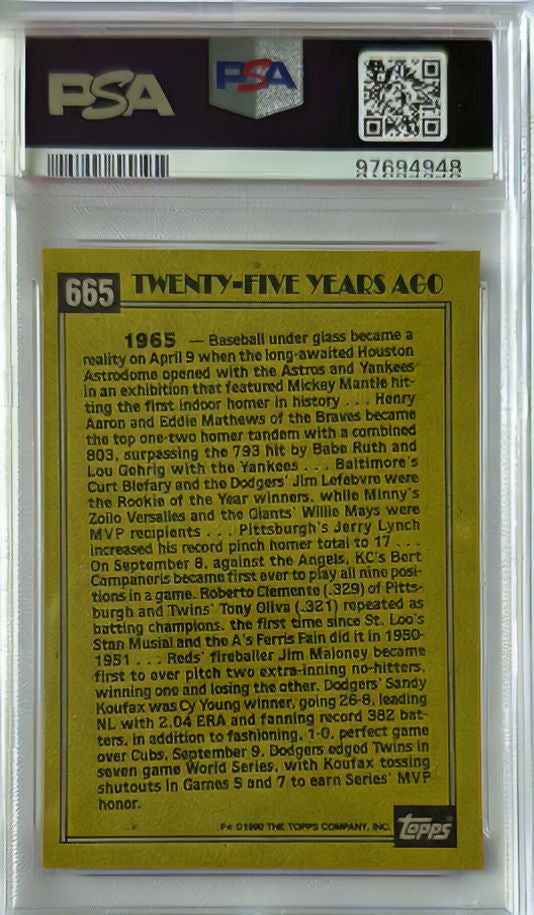 PSA
PSA
97694948
665 TWENTY-FIVE YEARS AGO
1965 — Baseball under glass became a
reality on April 9 when the long-awaited Houston
Astrodome opened with the Astros and Yankees
in an exhibition that featured Mickey Mantle hit-
ting the first indoor homer in history . . . Henry
Aaron and Eddie Mathews of the Braves became
the top one-two homer tandem with a combined
803, surpassing the 793 hit by Babe Ruth and
Lou Gehrig with the Yankees . . . Baltimore's
Curt Blefary and the Dodgers' Jim Lefebvre were
the Rookie of the Year winners, while Minny's
Zoilo Versalles and the Giants' Willie Mays were
MVP recipients . . . Pittsburgh's Jerry Lynch
increased his record pinch homer total to 17 . . .
On September 8, against the Angels, KC's Bert
Campaneris became first ever to play all nine posi-
tions in a game. Roberto Clemente (.329) of Pitts-
burgh and Twins' Tony Oliva (.321) repeated as
batting champions, the first time since St. Loo's
Stan Musial and the A's Ferris Fain did it in 1950-
1951 . . . Reds' fireballer Jim Maloney became
first to ever pitch two extra-inning no-hitters,
winning one and losing the other. Dodgers' Sandy
Koufax was Cy Young winner, going 26-8, leading
NL with 2.04 ERA and fanning record 382 bat-
ters, in addition to fashioning, 1-0, perfect game
over Cubs, September 9. Dodgers edged Twins in
seven game World Series, with Koufax tossing
shutouts in Games 5 and 7 to earn Series' MVP
honor.
©1990 THE TOPPS COMPANY, INC.
Topps